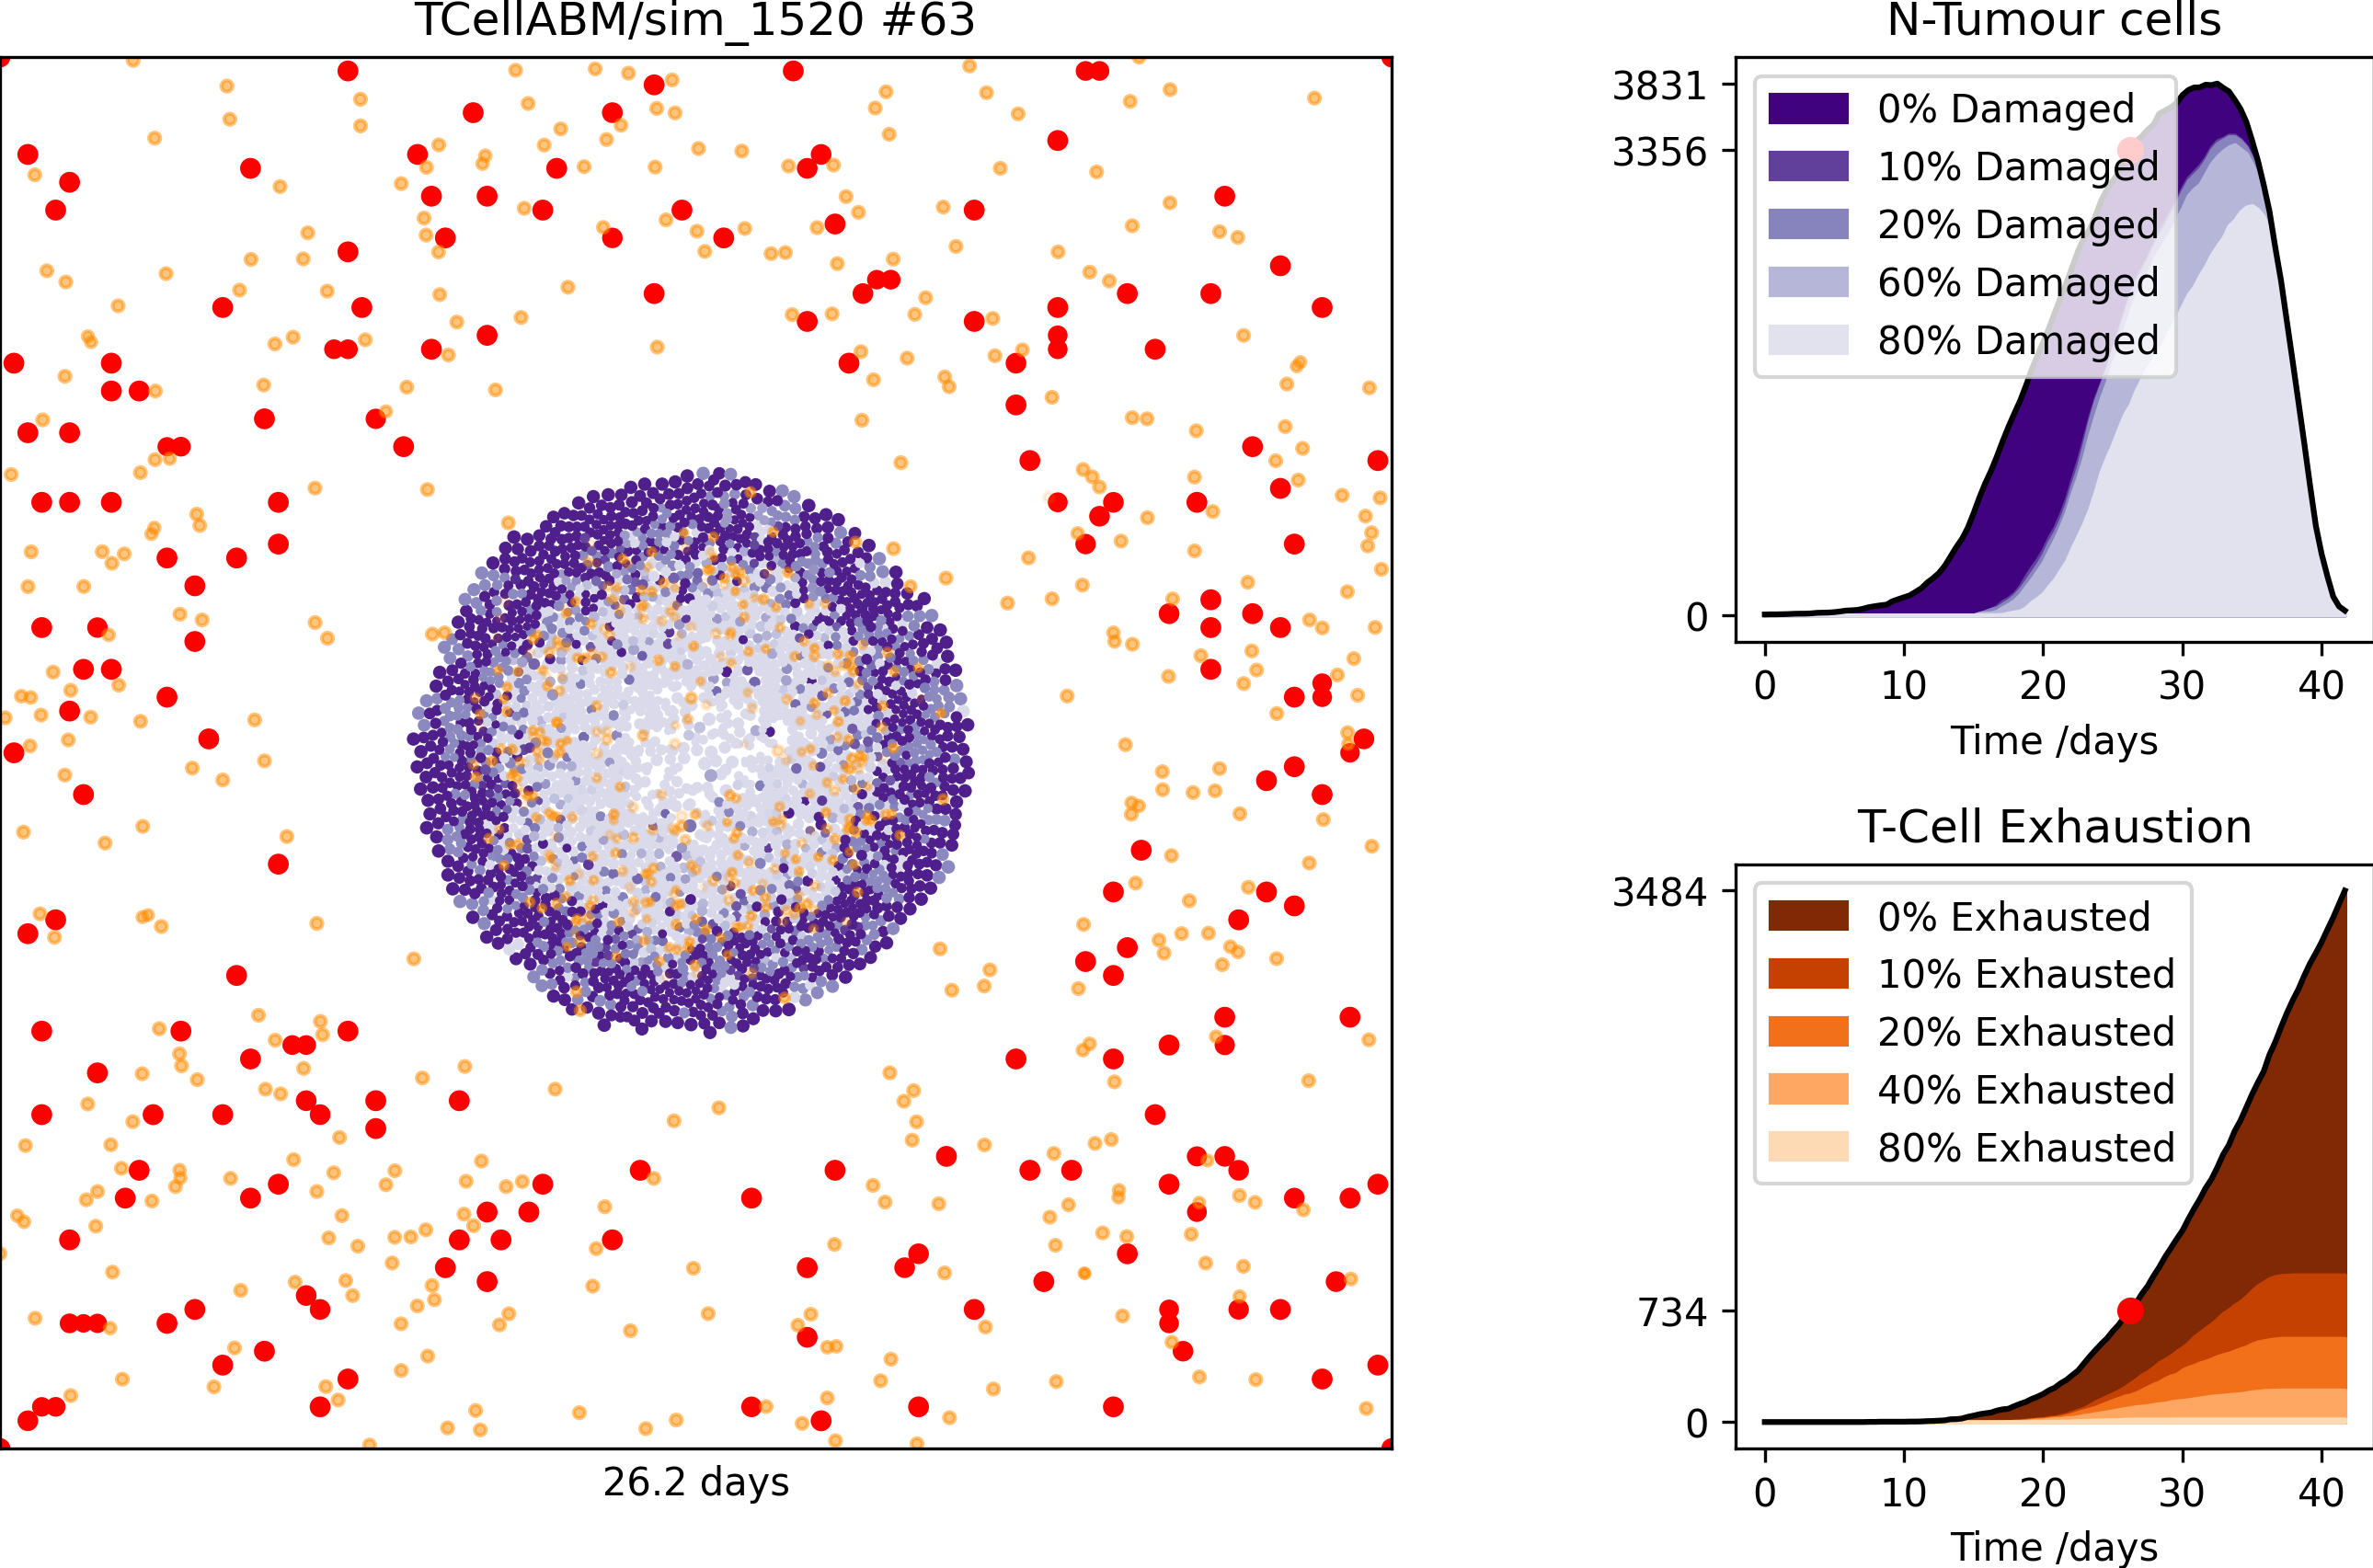 TCellABM/sim_1520 #63
26.2 days
N-Tumour cells
3831
3356
0
0% Damaged
10% Damaged
20% Damaged
60% Damaged
80% Damaged
0 10 20 30 40
Time /days
T-Cell Exhaustion
3484
734
0
0% Exhausted
10% Exhausted
20% Exhausted
40% Exhausted
80% Exhausted
0 10 20 30 40
Time /days